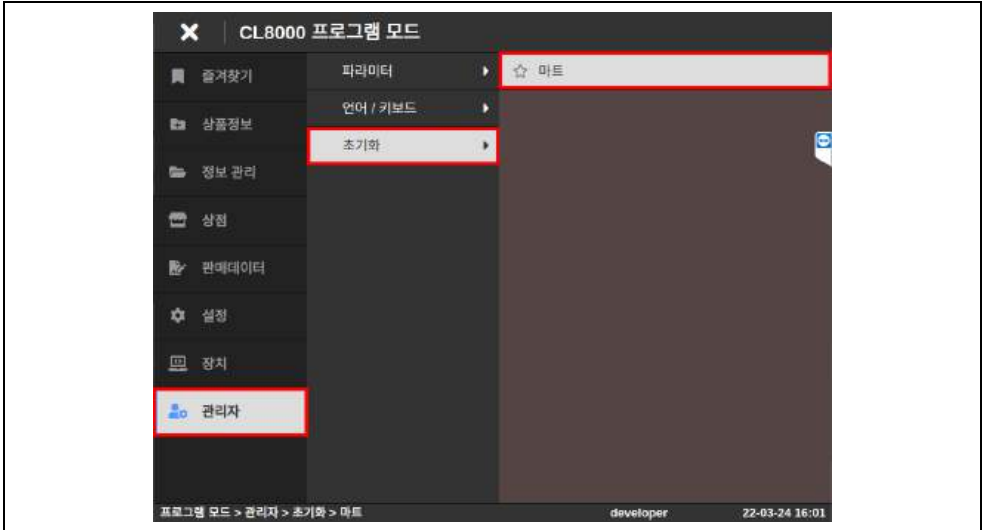 CL8000 프로그램 모드
즐겨찾기
상품정보
정보 관리
상점
판매데이터
설정
장치
관리자
파라미터
언어 / 키보드
초기화
마트
프로그램 모드 > 관리자 > 초기화 > 마트
developer
22-03-24 16:01